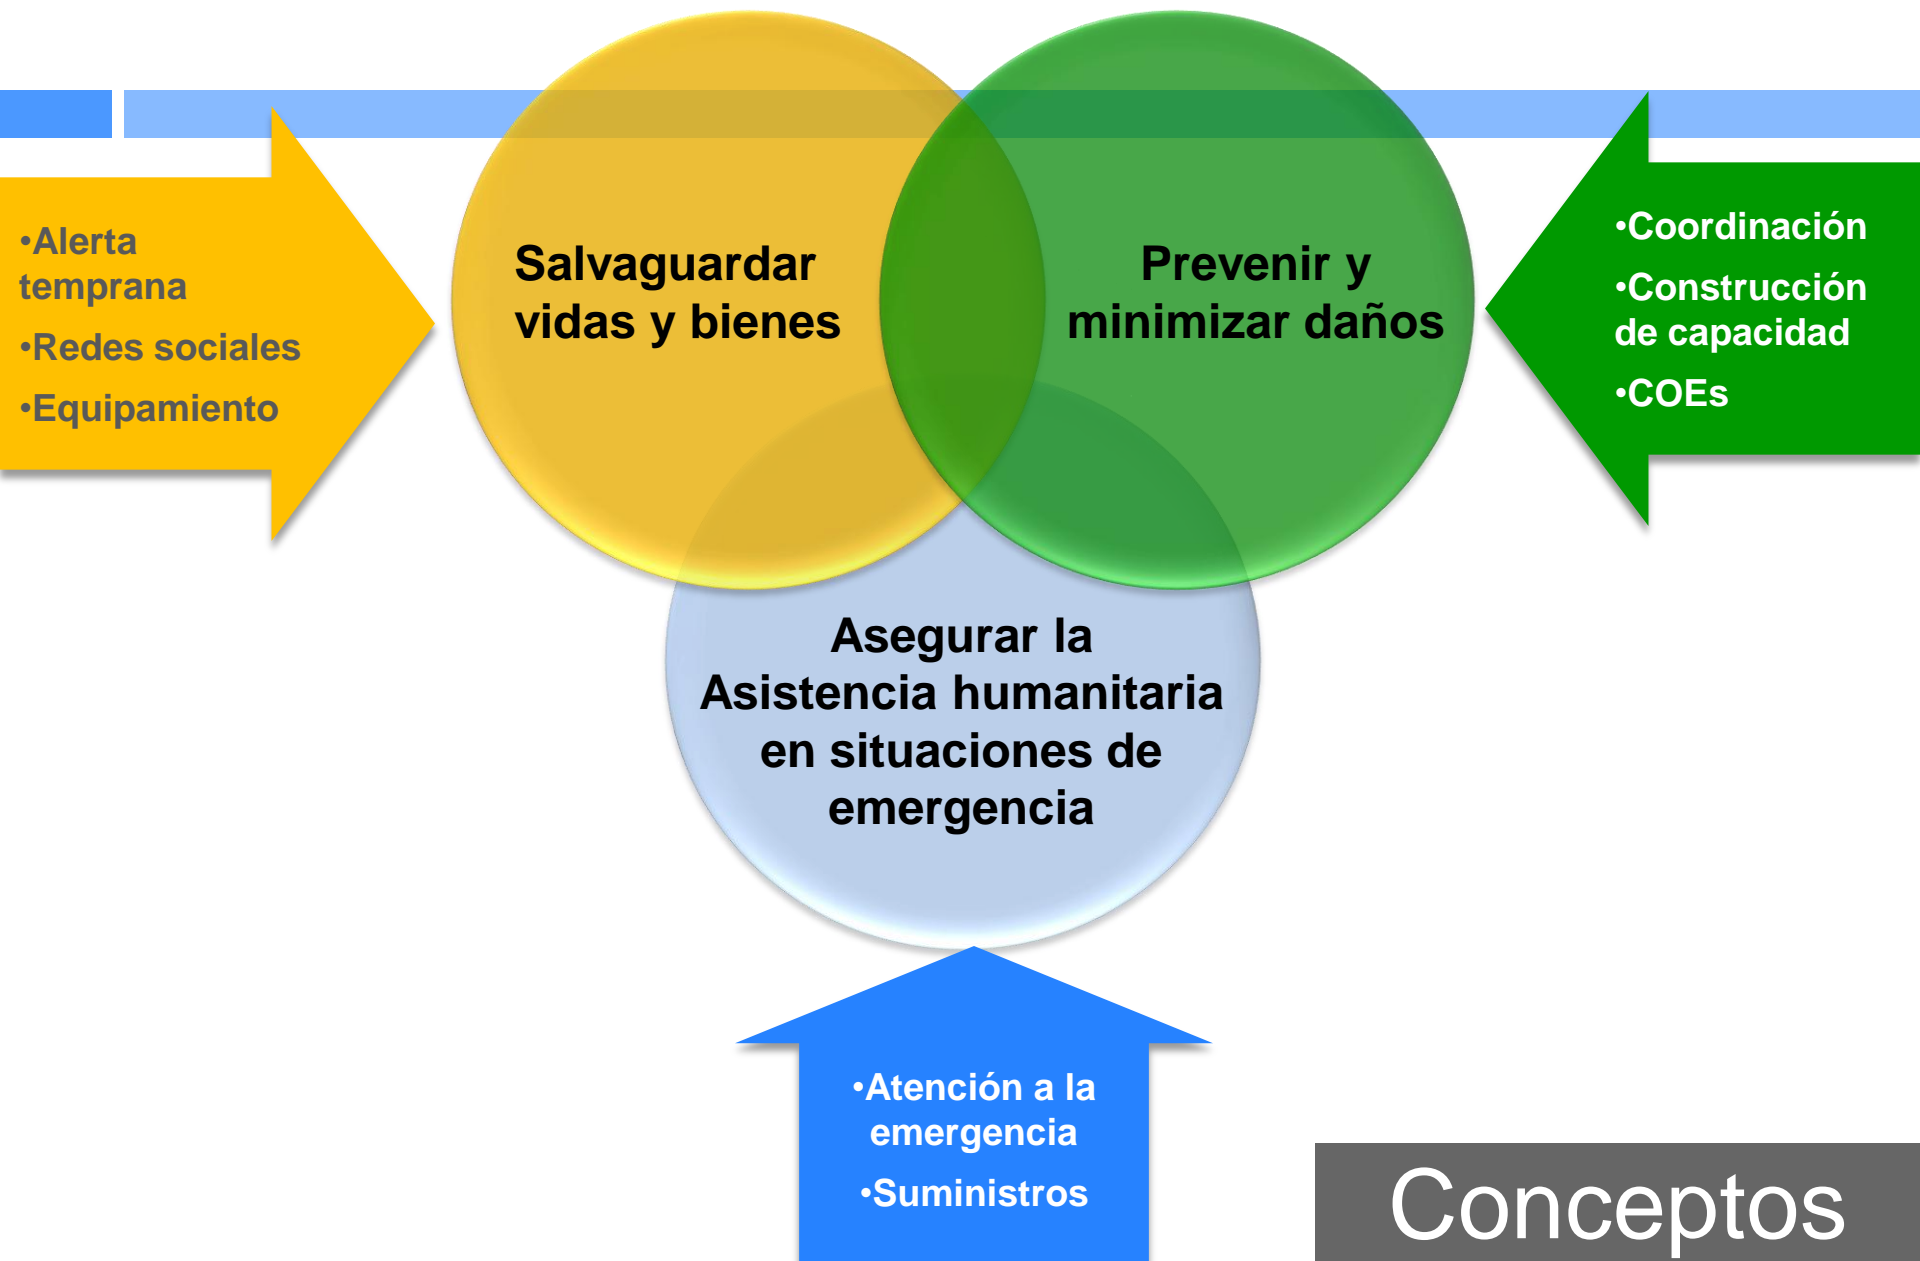 •Alerta
temprana
•Redes sociales
•Equipamiento
Salvaguardar
vidas y bienes
Prevenir y
minimizar daños
•Coordinación
•Construcción
de capacidad
•COEs
Asegurar la
Asistencia humanitaria
en situaciones de
emergencia
•Atención a la
emergencia
•Suministros
Conceptos